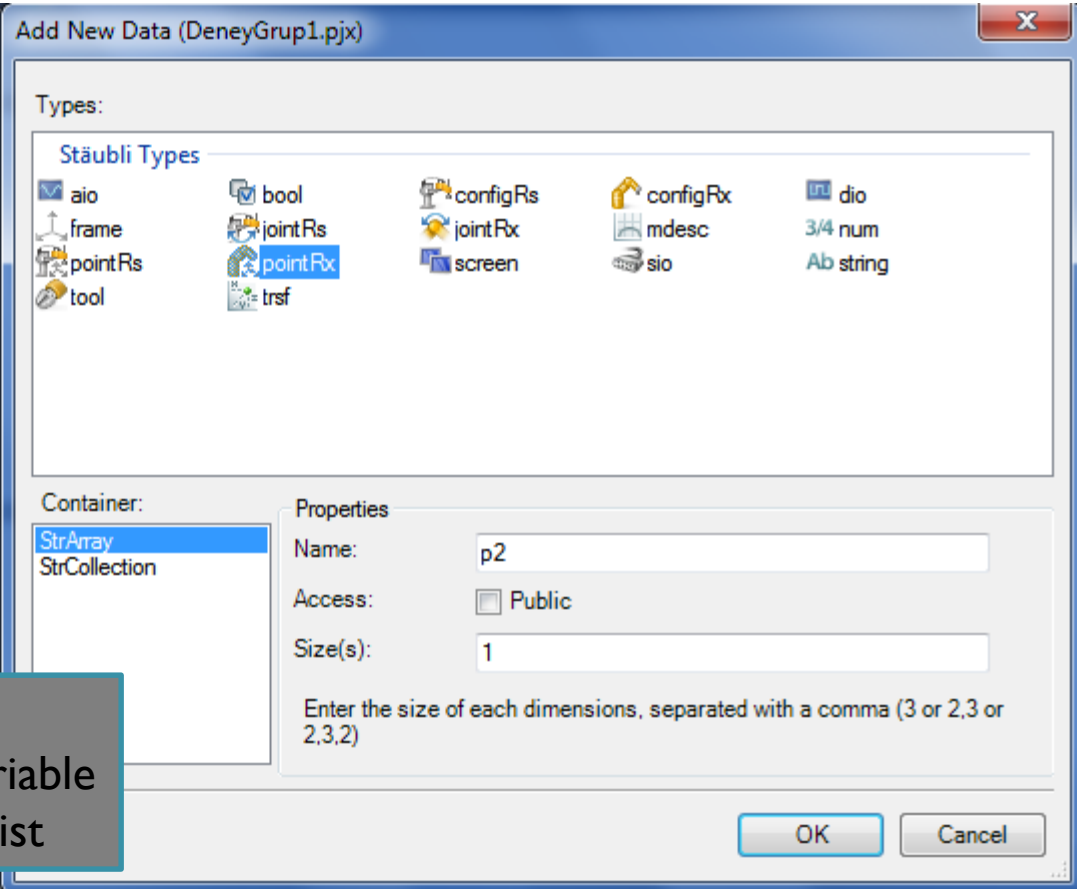 Add New Data (DeneyGrup1.pjx)
Types:
Stäubli Types
aio bool configRs configRx dio
frame jointRs jointRx mdesc 3/4 num
pointRs pointRx screen sio Ab string
tool trsf
Container:
StrArray
StrCollection
Properties
Name: p2
Access: Public
Size(s): 1
Enter the size of each dimensions, separated with a comma (3 or 2,3 or
2,3,2)
riable
ist
OK Cancel